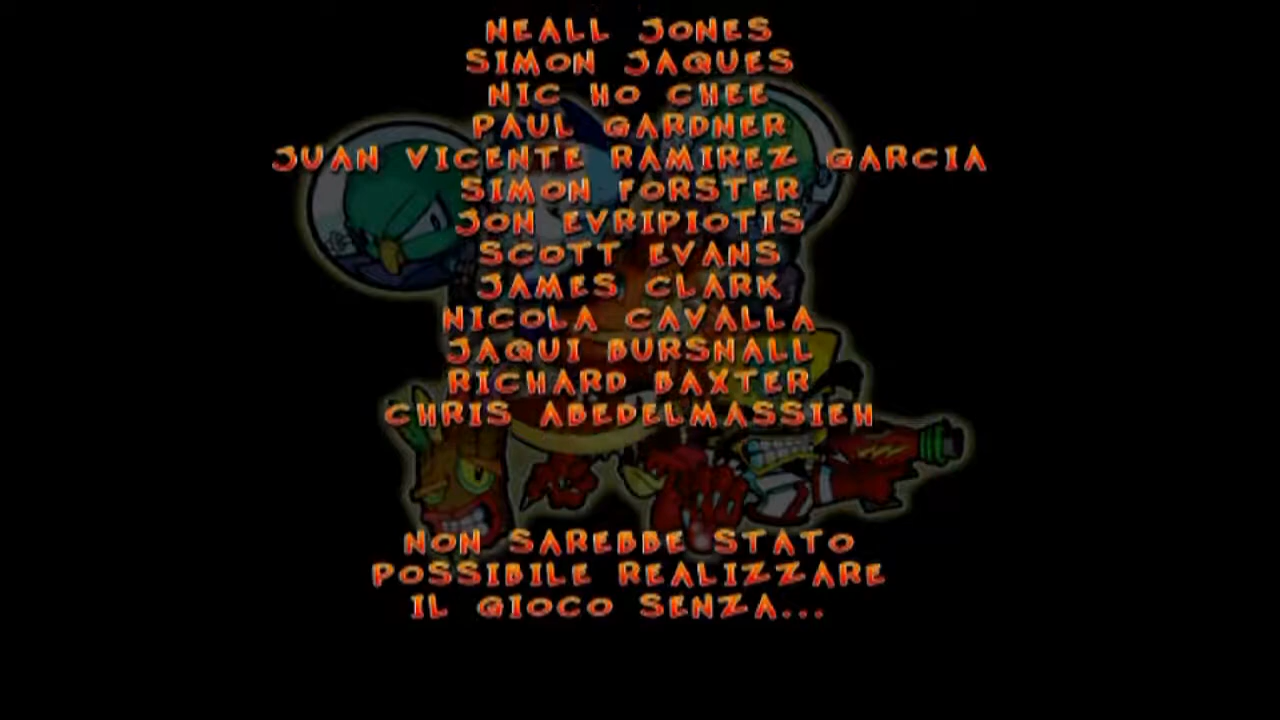 NEALL JONES
SIMON JAQUES
NIC HO CHEE
PAUL GARDNER
JUAN VICENTE RAMIREZ GARCIA
SIMON FORSTER
JON EVRIPIOTIS
SCOTT EVANS
JAMES CLARK
NICOLA CAVALLA
JAQUI BURSNALL
RICHARD BAXTER
CHRIS ABEDELMASSIEH
NON SAREBBE STATO
POSSIBILE REALIZZARE
IL GIOCO SENZA...